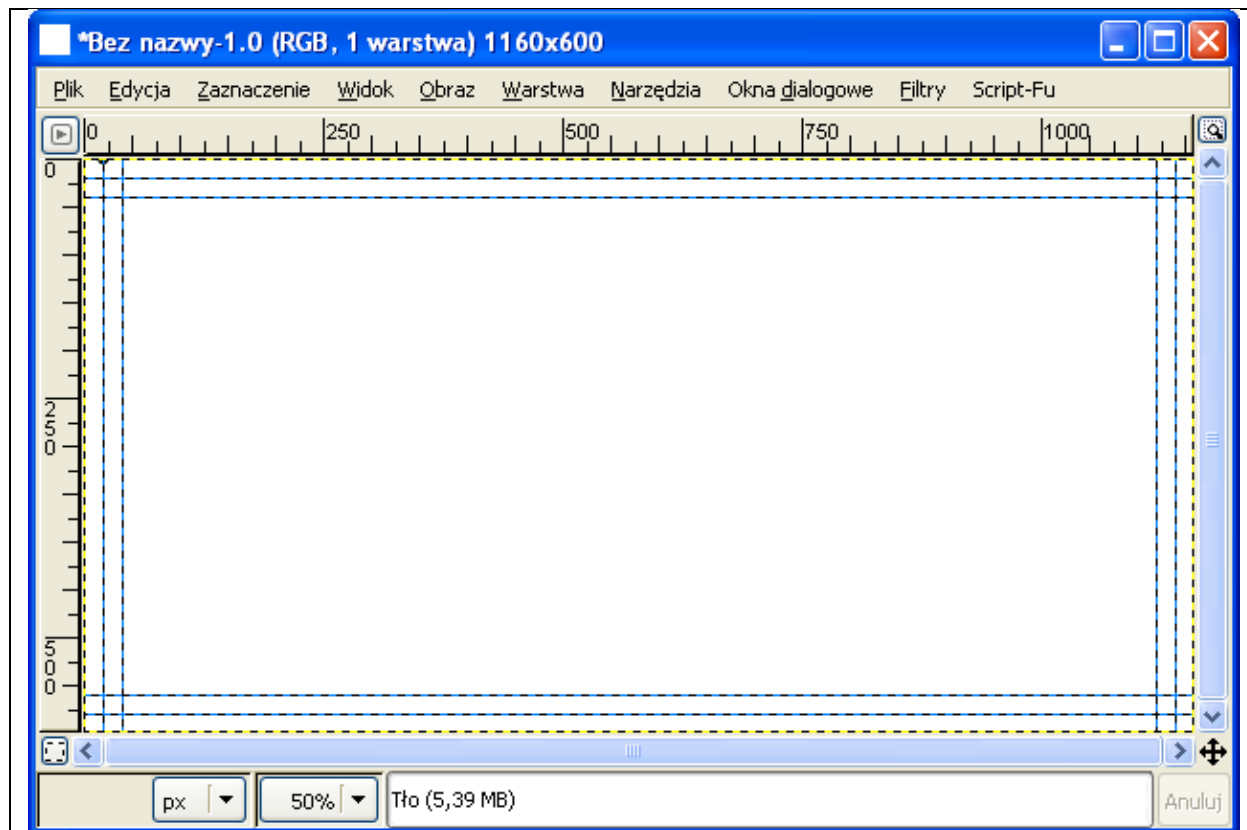 *Bez nazwy-1.0 (RGB, 1 warstwa) 1160x600
Plik Edycja Zaznaczenie Widok Obraz Warstwa Narzędzia Okna dialogowe Filtry Script-Fu
0 250 500 750 1000
0
250
500
px 50% Tło (5,39 MB) Anuluj